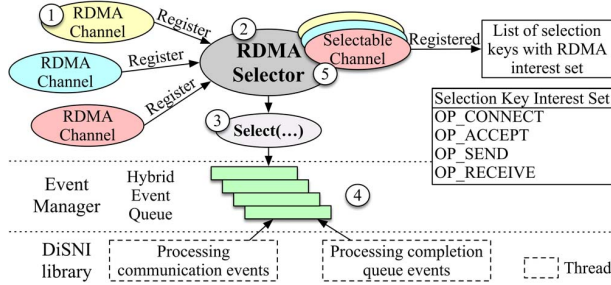 1
RDMA
Channel
Register
RDMA
Channel
Register
RDMA
Channel
Register
2
RDMA
Selector
5
Selectable
Channel
Registered
List of selection
keys with RDMA
interest set
3
Select(…)
Selection Key Interest Set
OP_CONNECT
OP_ACCEPT
OP_SEND
OP_RECEIVE
Event
Manager
Hybrid
Event
Queue
4
DiSNI
library
Processing
communication events
Processing completion
queue events
Thread